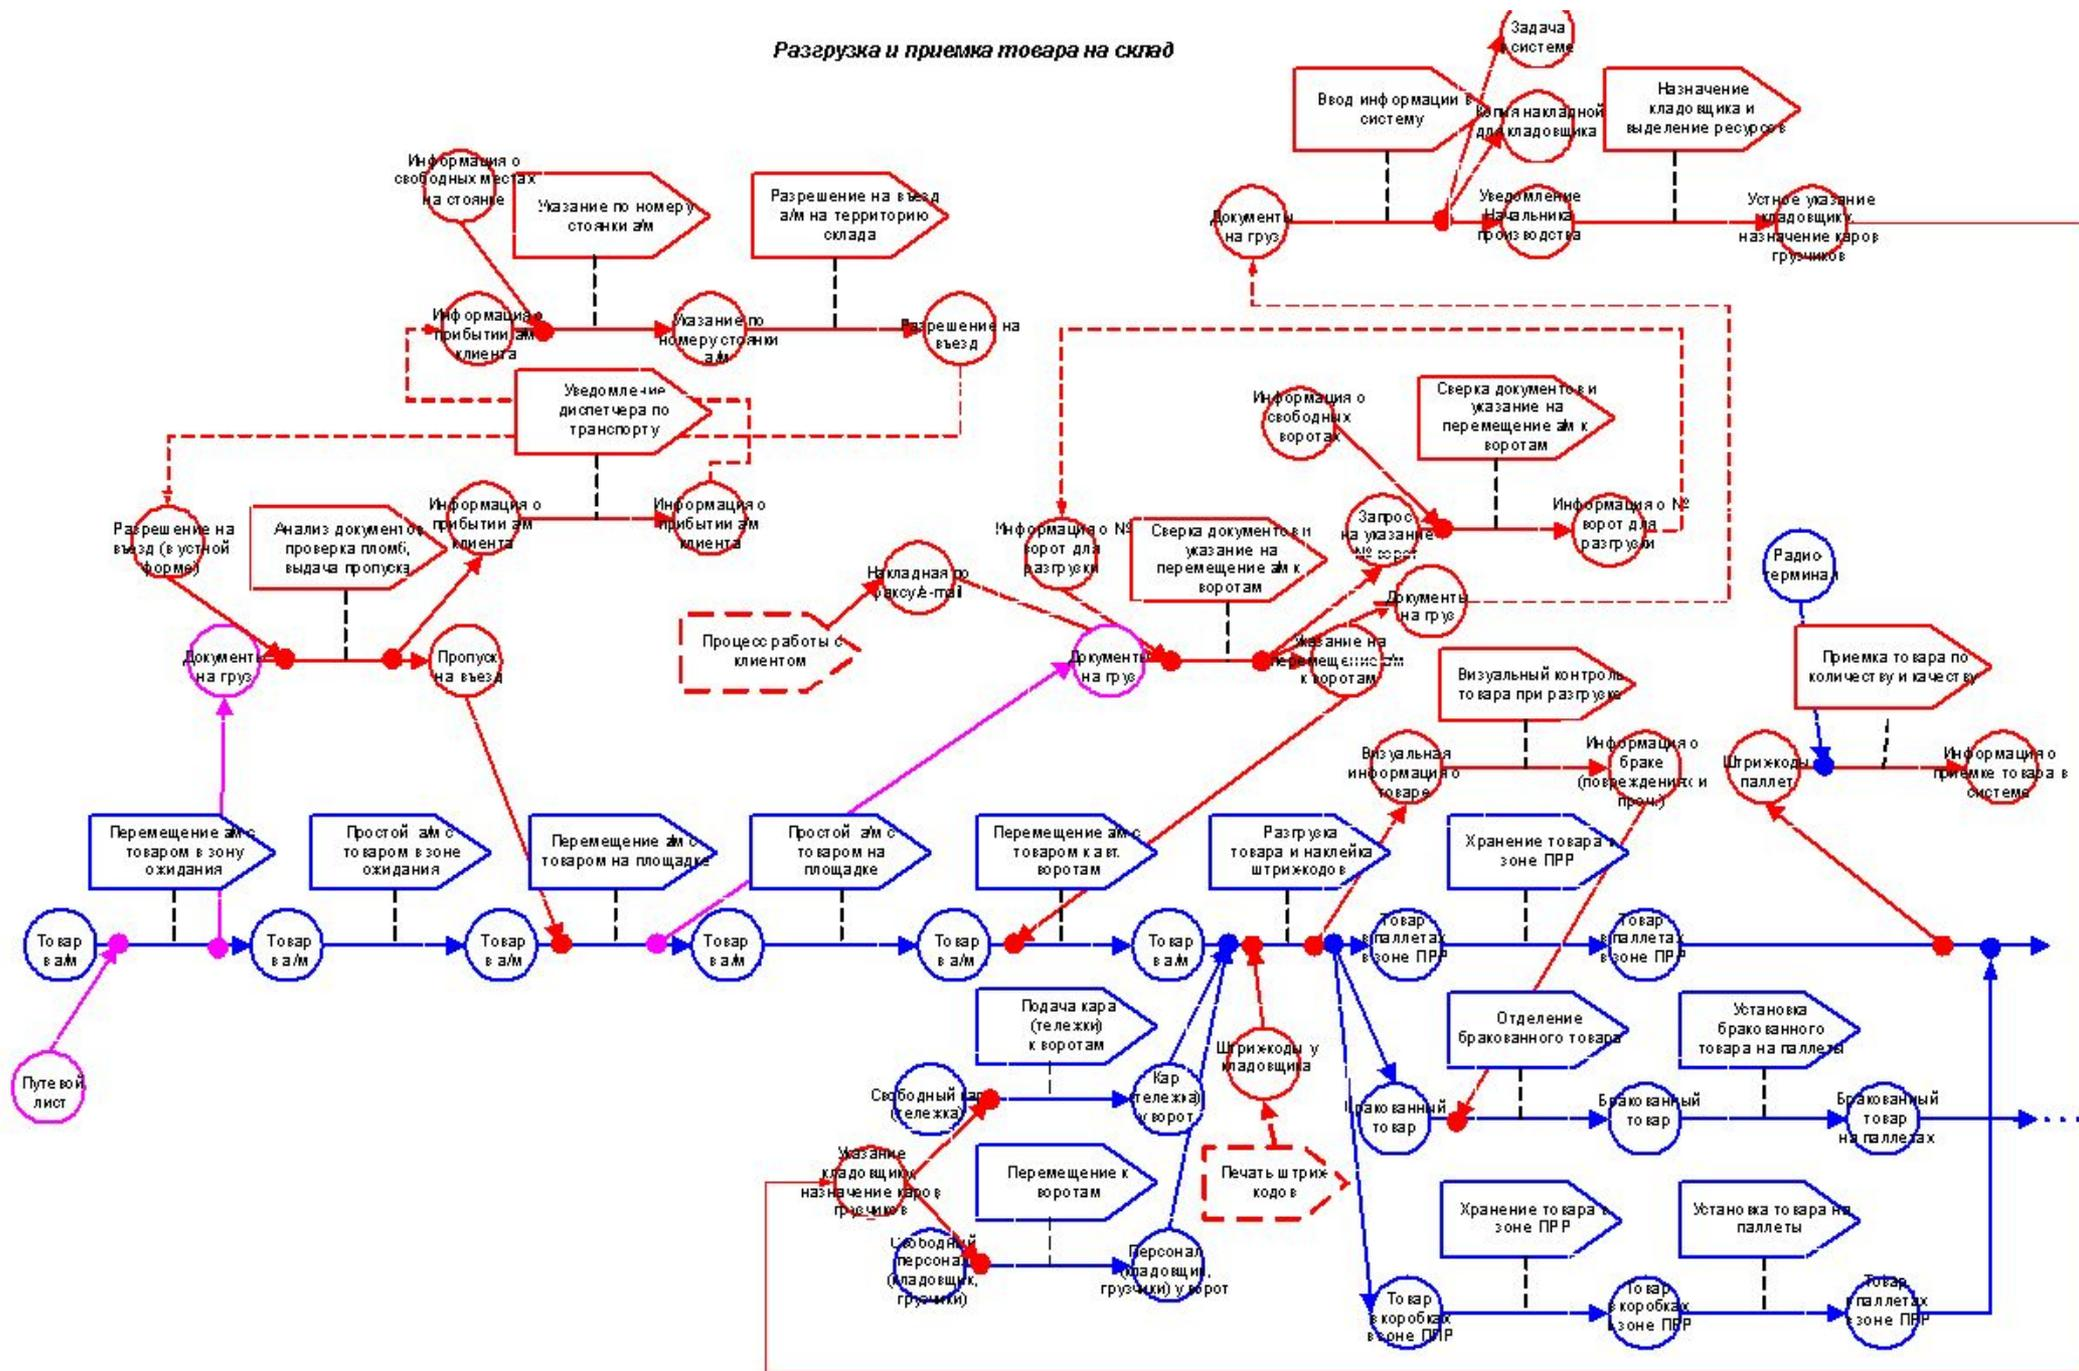 Разгрузка и приемка товара на склад
Задача
в системе
Ввод информации в
систему
Копия накладной
для кладовщика
Назначение
кладовщика и
выделение ресурсов
Документы
на груз
Уведомление
Начальника
производства
Устное указание
кладовщику,
назначение каров
грузчиков
Информация о
свободных местах
на стоянке
Указание по номеру
стоянки а/м
Разрешение на въезд
а/м на территорию
склада
Информация о
прибытии а/м
клиента
Указание по
номеру стоянки
а/м
Разрешение на
въезд
Уведомление
диспетчера по
транспорту
Информация о
свободных
воротах
Сверка документов и
указание на
перемещение а/м к
воротам
Разрешение на
въезд (в устной
форме)
Анализ документов,
проверка пломб,
выдача пропуска
Информация о
прибытии а/м
клиента
Информация о
прибытии а/м
клиента
Накладная по
факсу/e-mail
Информация о №
ворот для
разгрузки
Сверка документов и
указание на
перемещение а/м к
воротам
Запрос
на указание
№ ворот
Информация о №
ворот для
разгрузки
Радио
терминал
Документы
на груз
Документы
на груз
Пропуск
на въезд
Процесс работы с
клиентом
Документы
на груз
Указание на
перемещение а/м
к воротам
Визуальный контроль
товара при разгрузке
Приемка товара по
количеству и качеству
Визуальная
информация о
товаре
Информация о
браке
(повреждениях и
проч.)
Штрих-коды
паллет
Информация о
приемке товара в
системе
Перемещение а/м с
товаром в зону
ожидания
Простой а/м с
товаром в зоне
ожидания
Перемещение а/м с
товаром на площадке
Простой а/м с
товаром на
площадке
Перемещение а/м с
товаром к авт.
воротам
Разгрузка
товара и наклейка
штрих-кодов
Хранение товара в
зоне ПРР
Товар
в а/м
Товар
в а/м
Товар
в а/м
Товар
в а/м
Товар
в а/м
Товар
в а/м
Товар
в паллетах
в зоне ПРР
Товар
в паллетах
в зоне ПРР
Путевой
лист
Подача кара
(тележки)
к воротам
Отделение
бракованного товара
Установка
бракованного
товара на паллеты
Свободный кар
(тележка)
Кар
(тележка)
у ворот
Штрих-коды у
кладовщика
Бракованный
товар
Бракованный
товар
Бракованный
товар
на паллетах
Указание
кладовщику,
назначение каров
грузчиков
Перемещение к
воротам
Печать штрих-
кодов
Хранение товара в
зоне ПРР
Установка товара на
паллеты
Свободный
персонал
(кладовщик,
грузчики)
Персонал
(кладовщик,
грузчики) у ворот
Товар
в коробках
в зоне ПРР
Товар
в коробках
в зоне ПРР
Товар
в паллетах
в зоне ПРР